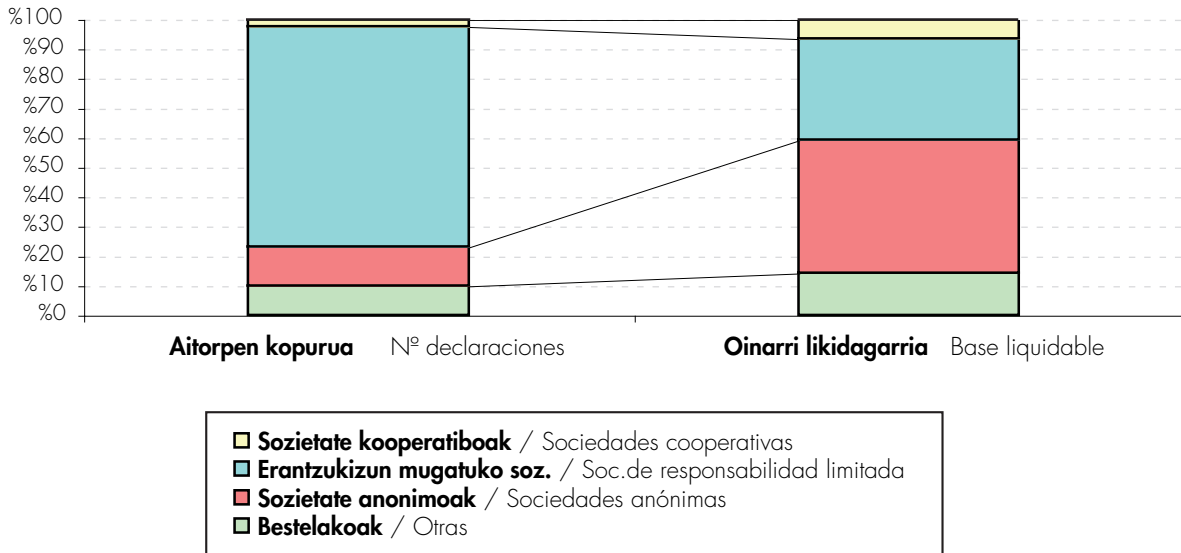 %100
%90
%80
%70
%60
%50
%40
%30
%20
%10
%0
Aitorpen kopurua Nº declaraciones Oinarri likidagarria Base liquidable
Sozietate kooperatiboak / Sociedades cooperativas
Erantzukizun mugatuko soz. / Soc.de responsabilidad limitada
Sozietate anonimoak / Sociedades anónimas
Bestelakoak / Otras